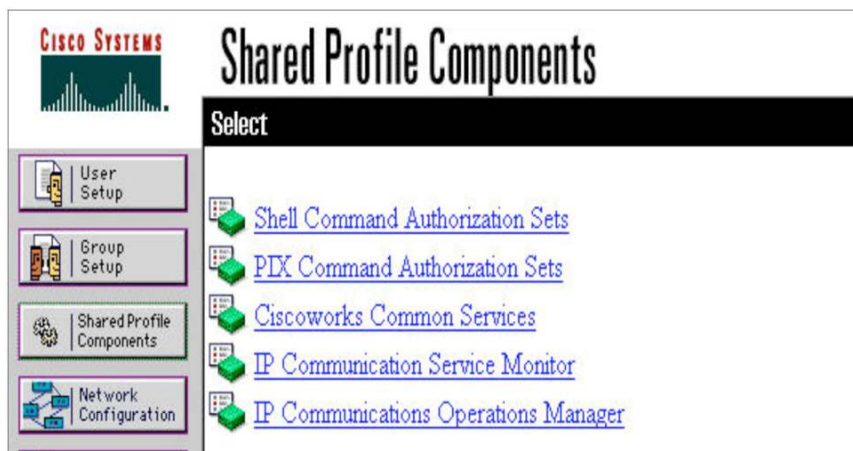 CISCO SYSTEMS
Shared Profile Components
Select
User
Setup
Group
Setup
Shared Profile
Components
Network
Configuration
Shell Command Authorization Sets
PIX Command Authorization Sets
Ciscoworks Common Services
IP Communication Service Monitor
IP Communications Operations Manager